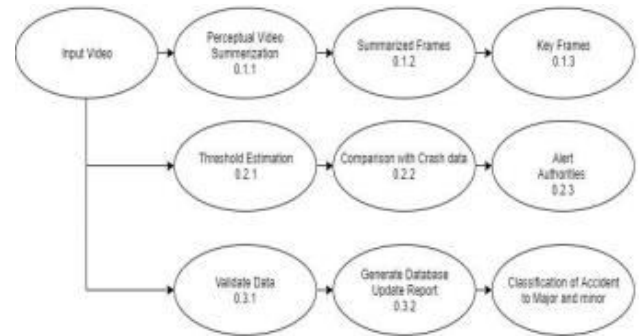 Input Video
Perceptual Video
Summerization
0.1.1
Summarized Frames
0.1.2
Key Frames
0.1.3
Threshold Estimation
0.2.1
Comparison with Crash data
0.2.2
Alert
Authorities
0.2.3
Validate Data
0.3.1
Generate Database
Update Report
0.3.2
Classification of Accident
to Major and minor